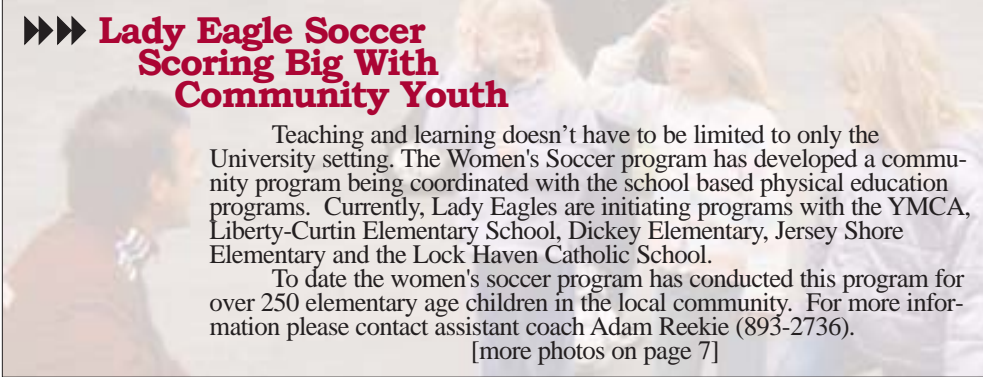 Lady Eagle Soccer
Scoring Big With
Community Youth
Teaching and learning doesn’t have to be limited to only the
University setting. The Women's Soccer program has developed a commu-
nity program being coordinated with the school based physical education
programs.  Currently, Lady Eagles are initiating programs with the YMCA,
Liberty-Curtin Elementary School, Dickey Elementary, Jersey Shore
Elementary and the Lock Haven Catholic School.
To date the women's soccer program has conducted this program for
over 250 elementary age children in the local community.  For more infor-
mation please contact assistant coach Adam Reekie (893-2736).
[more photos on page 7]